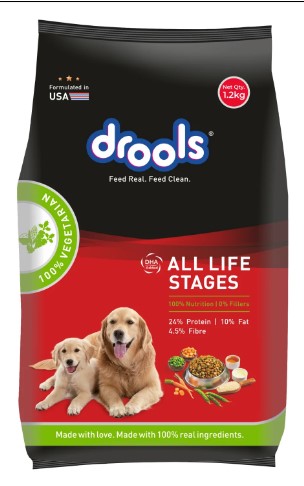 Formulated in
USA
Net Qty.
1.2kg
drools®
Feed Real. Feed Clean.
100% VEGETARIAN
DHA
ALL LIFE
STAGES
100% Nutrition | 0% Fillers
24% Protein | 10% Fat
4.5% Fibre
Made with love. Made with 100% real ingredients.